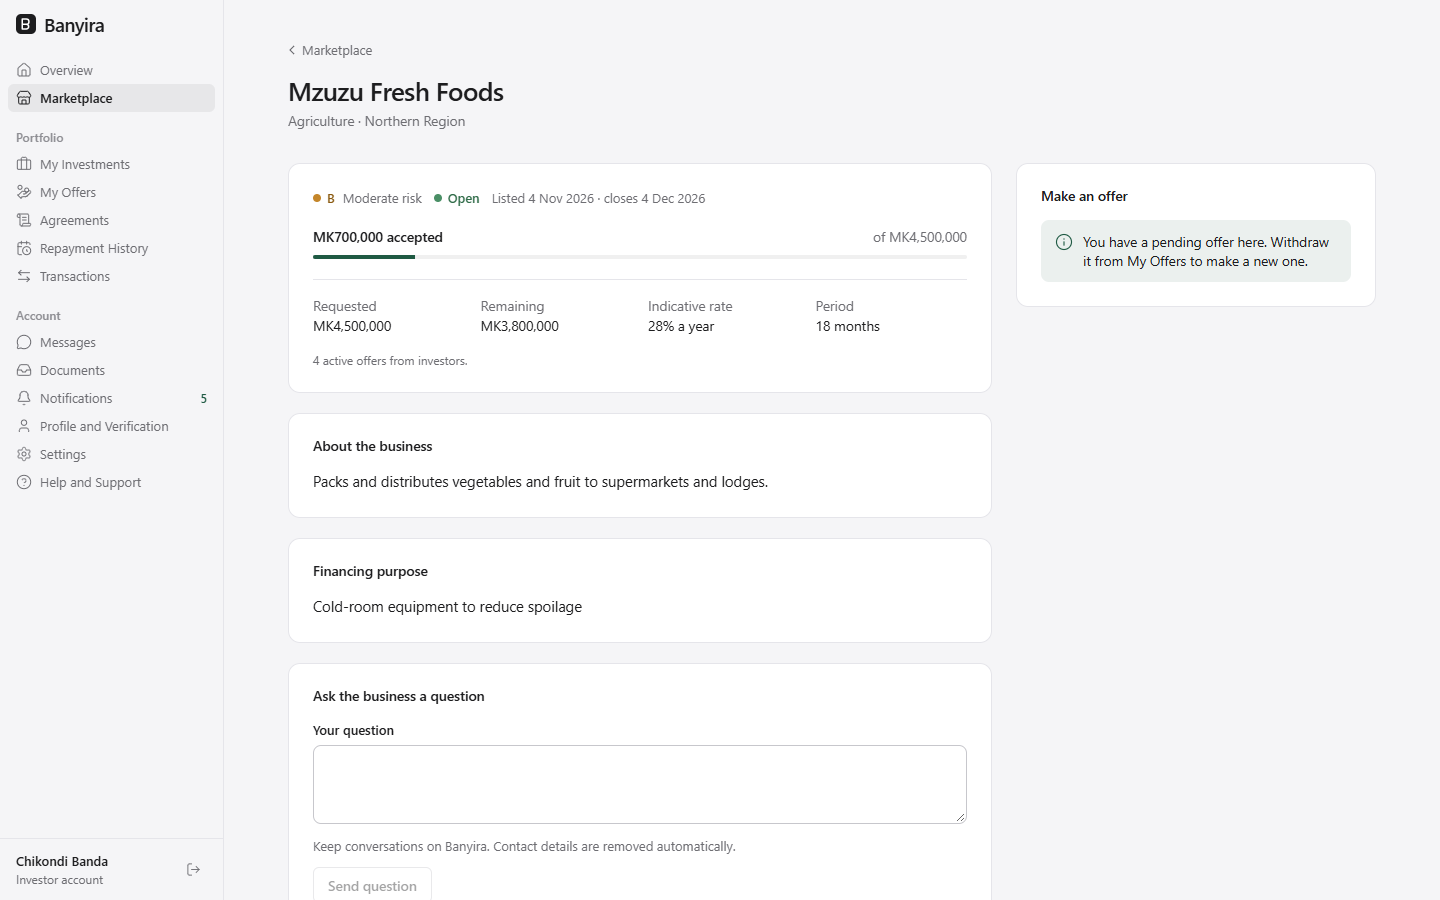 Banyira
Overview
Marketplace
Portfolio
My Investments
My Offers
Agreements
Repayment History
Transactions
Account
Messages
Documents
Notifications 5
Profile and Verification
Settings
Help and Support
Chikondi Banda
Investor account
Marketplace
Mzuzu Fresh Foods
Agriculture · Northern Region
B Moderate risk Open Listed 4 Nov 2026 · closes 4 Dec 2026
MK700,000 accepted of MK4,500,000
Requested Remaining Indicative rate Period
MK4,500,000 MK3,800,000 28% a year 18 months
4 active offers from investors.
About the business
Packs and distributes vegetables and fruit to supermarkets and lodges.
Financing purpose
Cold-room equipment to reduce spoilage
Ask the business a question
Your question
Keep conversations on Banyira. Contact details are removed automatically.
Send question
Make an offer
You have a pending offer here. Withdraw
it from My Offers to make a new one.